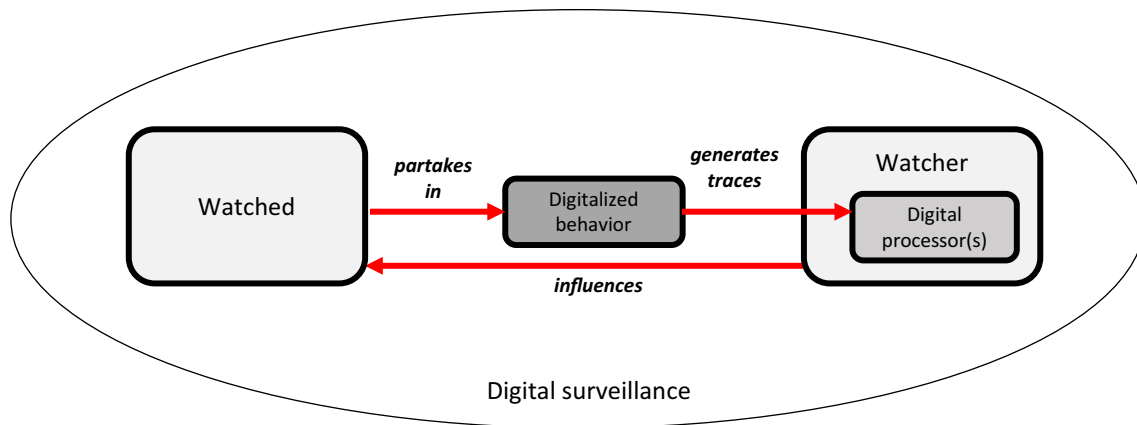 Watched
partakes
in
Digitalized
behavior
generates
traces
Watcher
Digital
processor(s)
influences
Digital surveillance